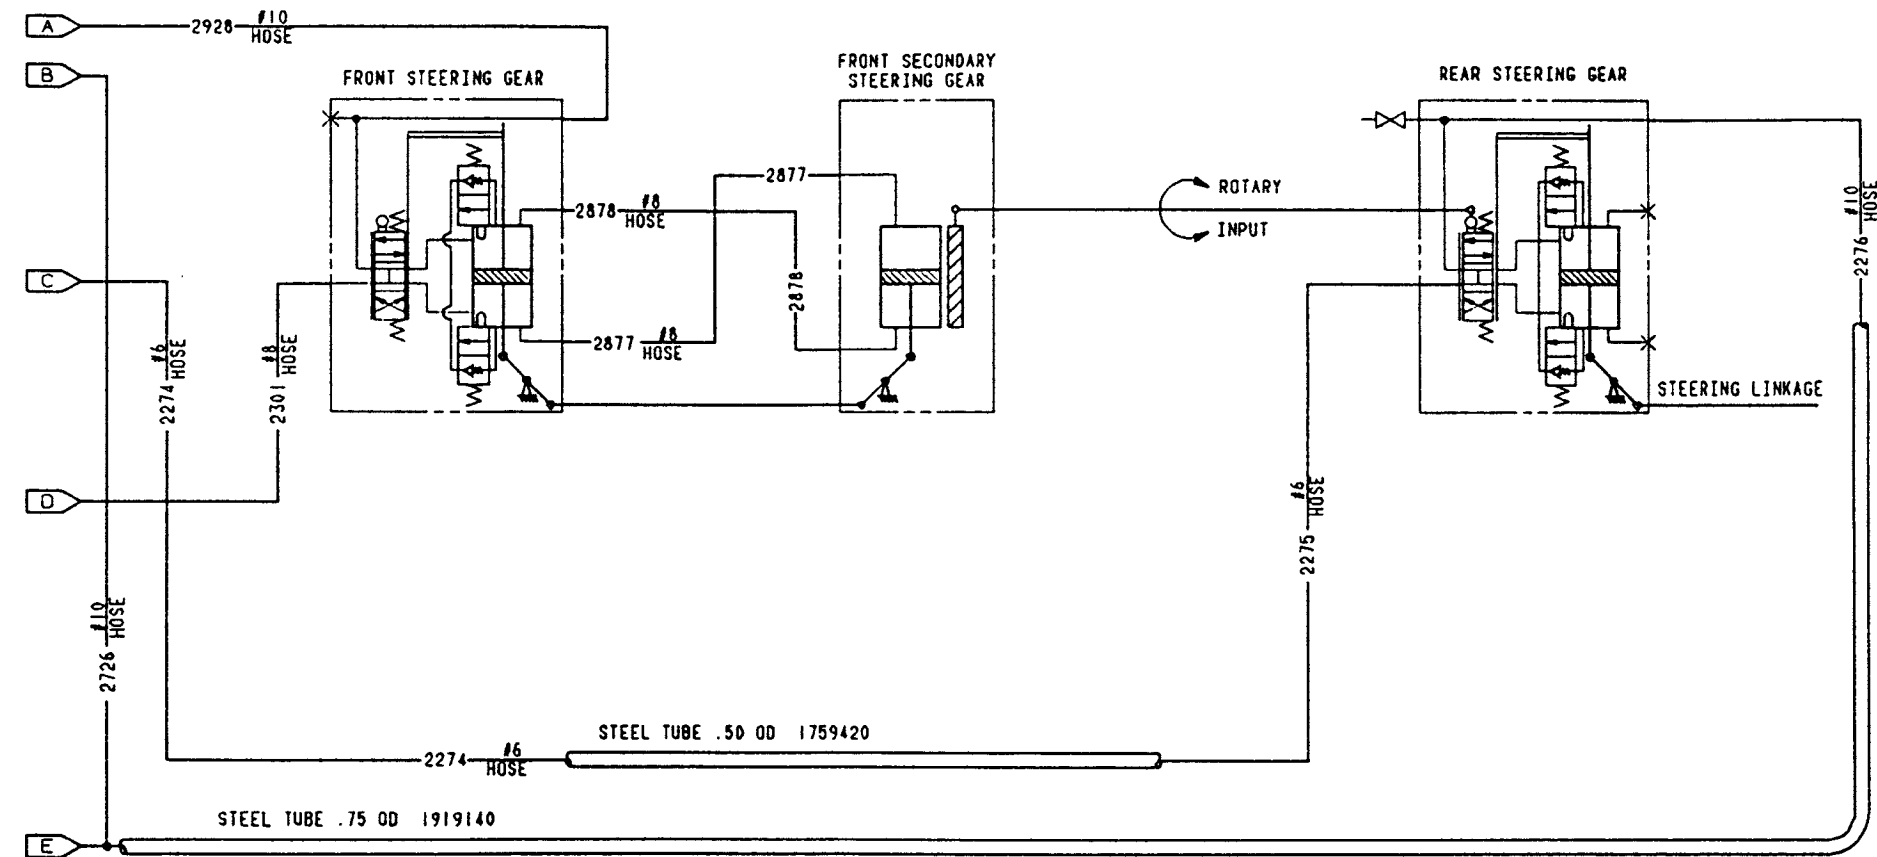 A
2928
#10
HOSE
B
FRONT STEERING GEAR
FRONT SECONDARY
STEERING GEAR
REAR STEERING GEAR
2877
2878
#8
HOSE
ROTARY
INPUT
#10
HOSE
2276
C
2878
2877
#8
HOSE
#6
HOSE
2274
#8
HOSE
2301
STEERING LINKAGE
D
#6
HOSE
2275
#10
HOSE
2726
STEEL TUBE .50 OD 1759420
2274
#6
HOSE
STEEL TUBE .75 OD 1919140
E